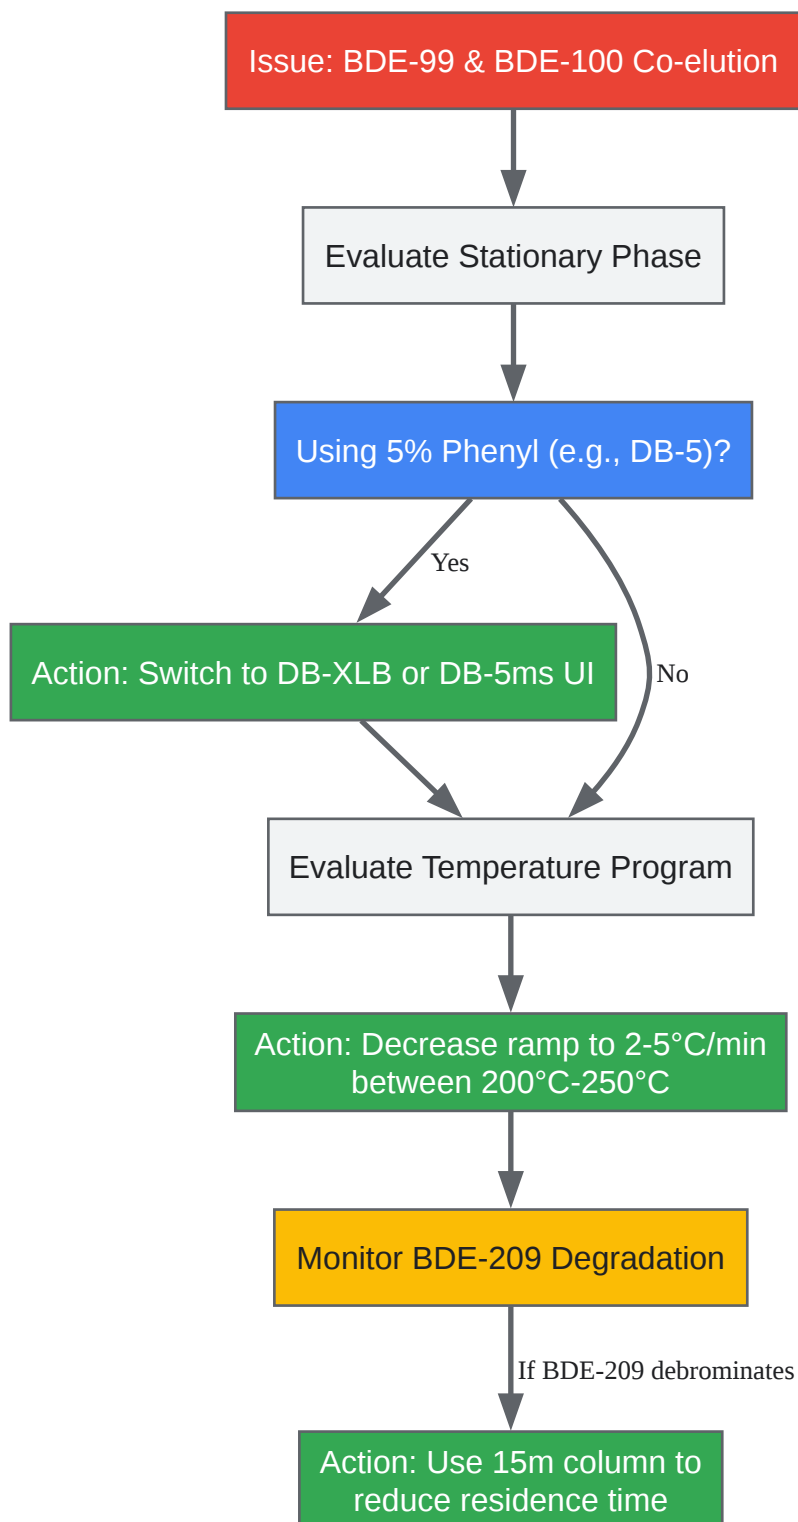 Issue: BDE-99 & BDE-100 Co-elution
Evaluate Stationary Phase
Using 5% Phenyl (e.g., DB-5)?
Yes
Action: Switch to DB-XLB or DB-5ms UI
No
Evaluate Temperature Program
Action: Decrease ramp to 2-5°C/min
between 200°C-250°C
Monitor BDE-209 Degradation
If BDE-209 debrominates
Action: Use 15m column to
reduce residence time